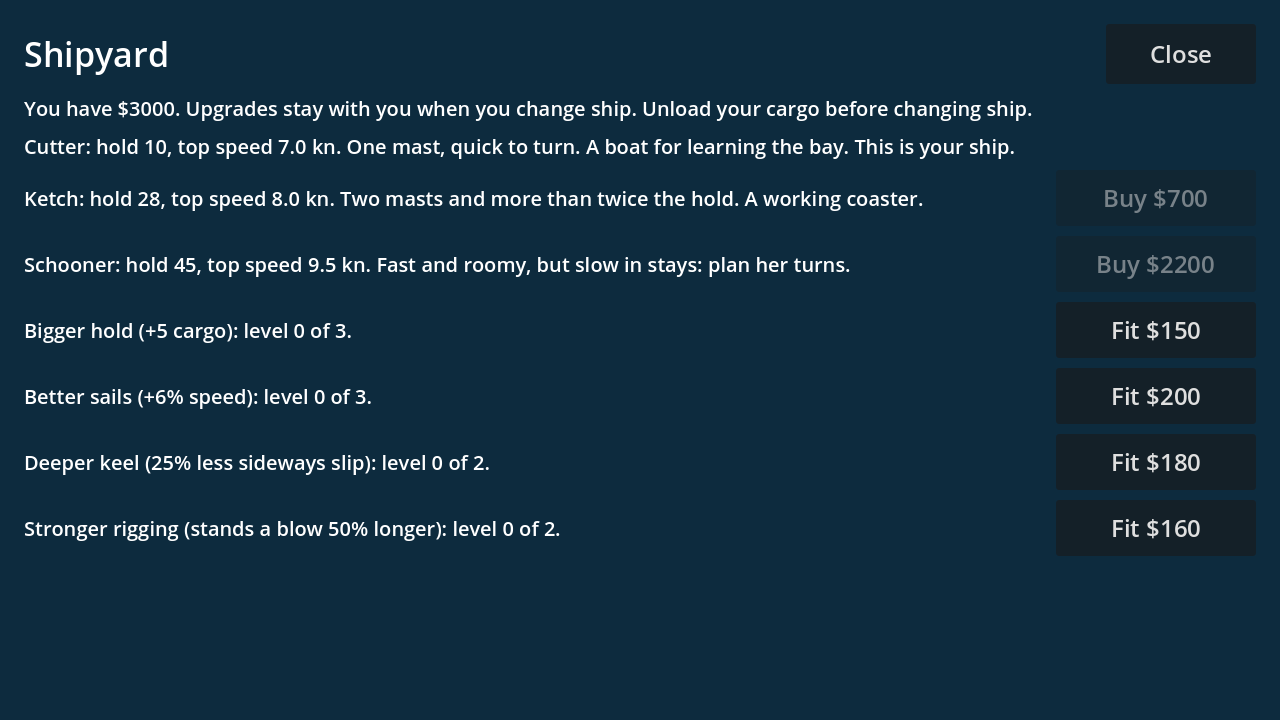 Shipyard
Close
You have $3000. Upgrades stay with you when you change ship. Unload your cargo before changing ship.
Cutter: hold 10, top speed 7.0 kn. One mast, quick to turn. A boat for learning the bay. This is your ship.
Ketch: hold 28, top speed 8.0 kn. Two masts and more than twice the hold. A working coaster.
Buy $700
Schooner: hold 45, top speed 9.5 kn. Fast and roomy, but slow in stays: plan her turns.
Buy $2200
Bigger hold (+5 cargo): level 0 of 3.
Fit $150
Better sails (+6% speed): level 0 of 3.
Fit $200
Deeper keel (25% less sideways slip): level 0 of 2.
Fit $180
Stronger rigging (stands a blow 50% longer): level 0 of 2.
Fit $160